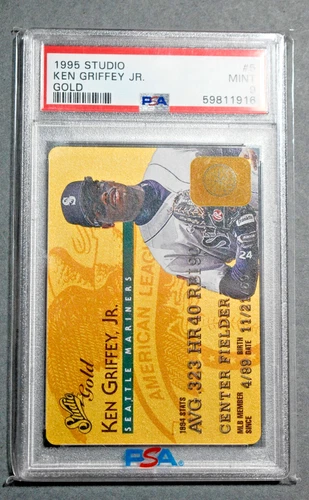 1995 STUDIO #5
KEN GRIFFEY JR. MINT
GOLD 9
PSA 59811916
S
24
Studio Gold
KEN GRIFFEY, JR.
SEATTLE MARINERS
AMERICAN LEAG
1994 STATS
AVG .323 HR 40 RBI 9
CENTER FIELDER
MLB MEMBER SINCE 4/89 BIRTH DATE 11/21/
PSA